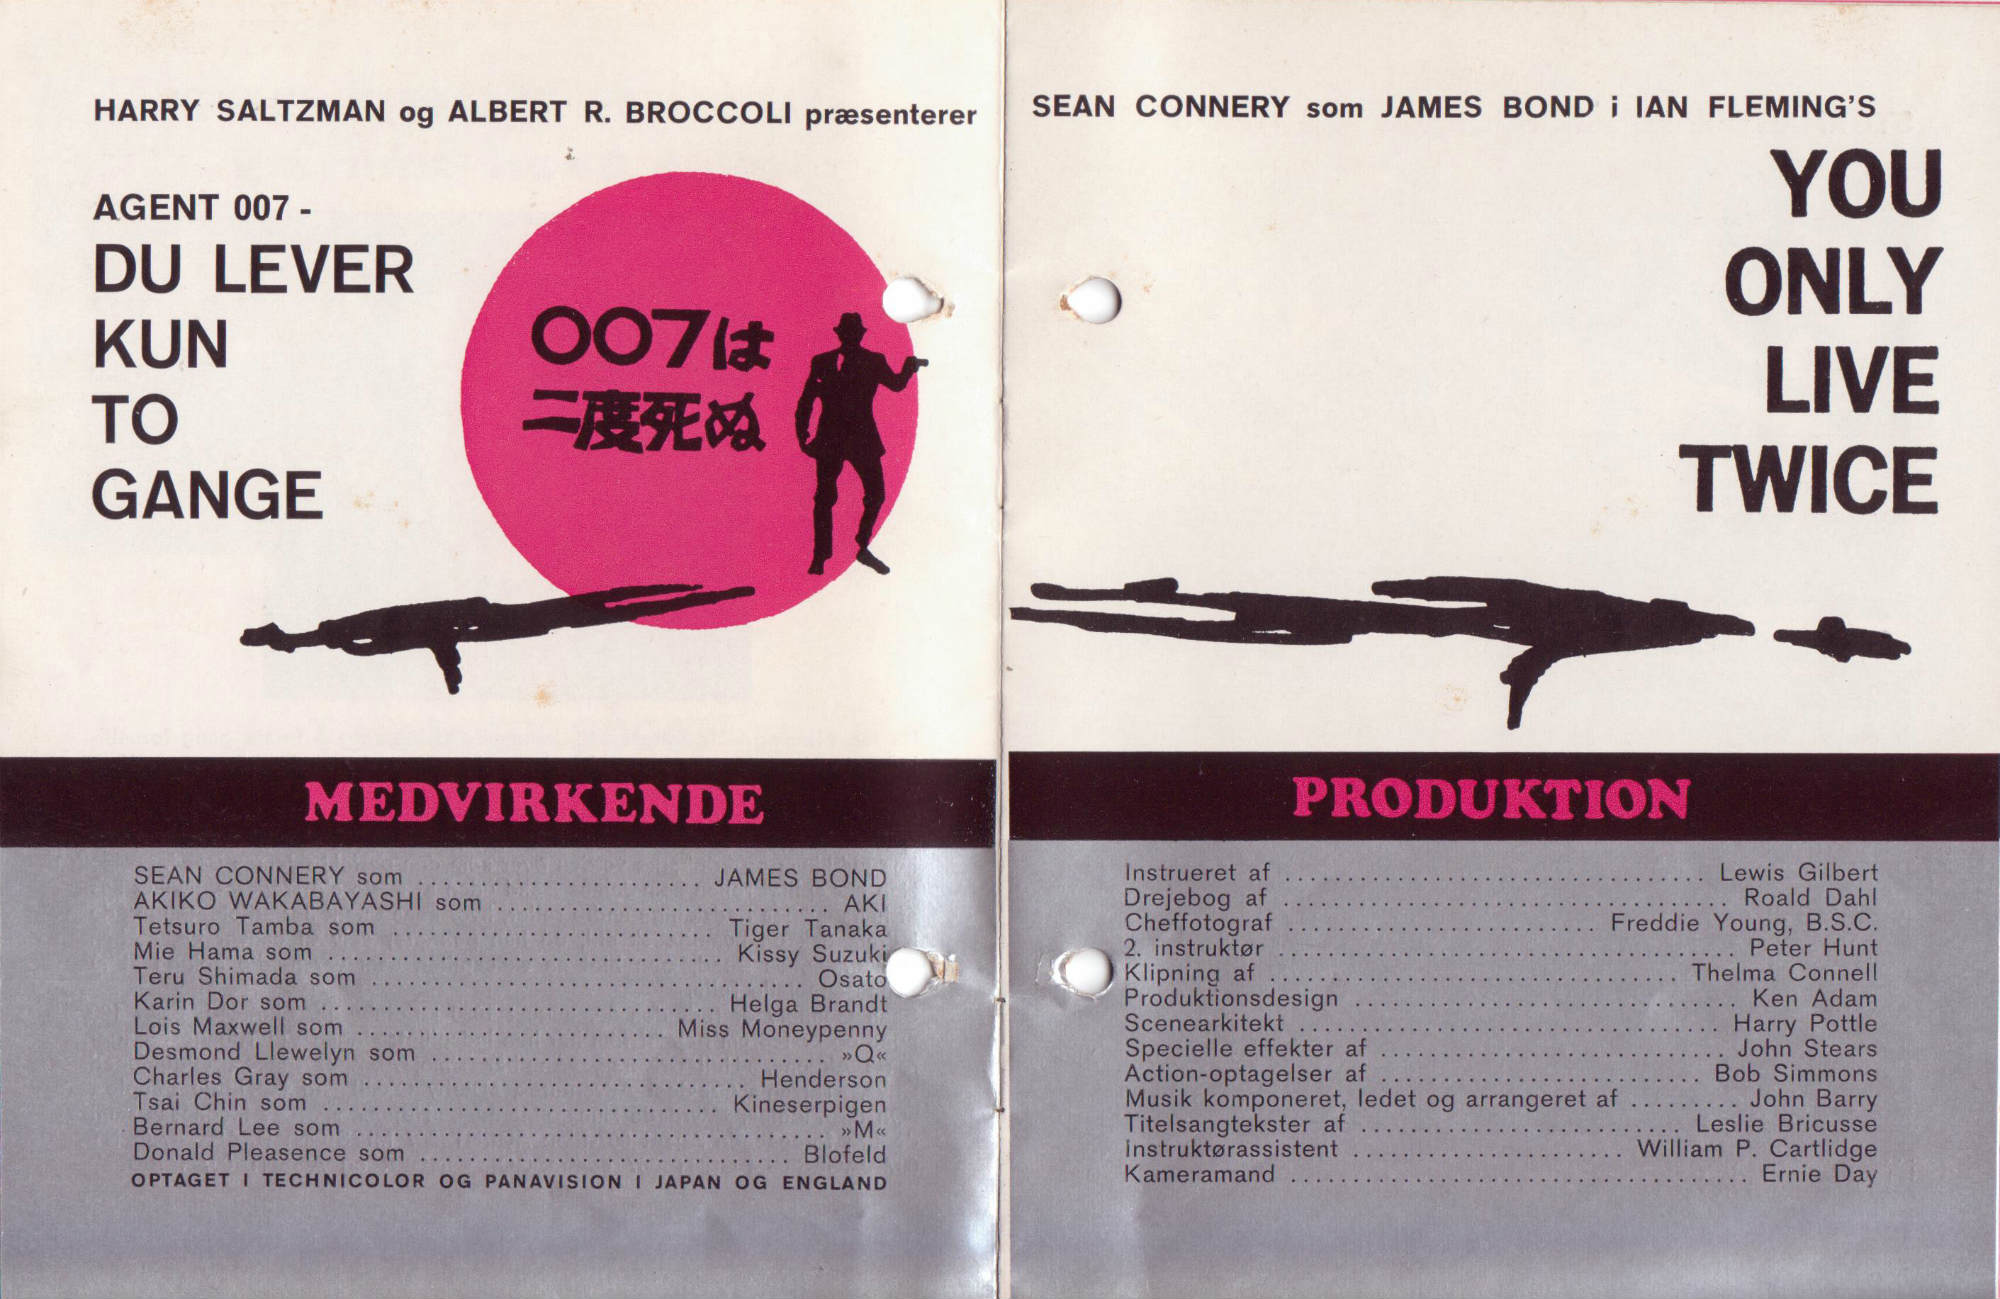 HARRY SALTZMAN og ALBERT R. BROCCOLI præsenterer
AGENT 007 -
DU LEVER
KUN
TO
GANGE
007は
二度死ぬ
MEDVIRKENDE
SEAN CONNERY som ........................ JAMES BOND
AKIKO WAKABAYASHI som ............................ AKI
Tetsuro Tamba som ........................... Tiger Tanaka
Mie Hama som ................................ Kissy Suzuki
Teru Shimada som ................................... Osato
Karin Dor som ................................ Helga Brandt
Lois Maxwell som .......................... Miss Moneypenny
Desmond Llewelyn som ................................ »Q«
Charles Gray som ............................... Henderson
Tsai Chin som ................................ Kineserpigen
Bernard Lee som ...................................... »M«
Donald Pleasence som .............................. Blofeld
OPTAGET I TECHNICOLOR OG PANAVISION I JAPAN OG ENGLAND
SEAN CONNERY som JAMES BOND i IAN FLEMING'S
YOU
ONLY
LIVE
TWICE
PRODUKTION
Instrueret af .................................. Lewis Gilbert
Drejebog af .................................... Roald Dahl
Cheffotograf ......................... Freddie Young, B.S.C.
2. instruktør ..................................... Peter Hunt
Klipning af ................................. Thelma Connell
Produktionsdesign ............................... Ken Adam
Scenearkitekt .................................. Harry Pottle
Specielle effekter af ............................ John Stears
Action-optagelser af .......................... Bob Simmons
Musik komponeret, ledet og arrangeret af ......... John Barry
Titelsangtekster af .......................... Leslie Bricusse
Instruktørassistent ...................... William P. Cartlidge
Kameramand ..................................... Ernie Day